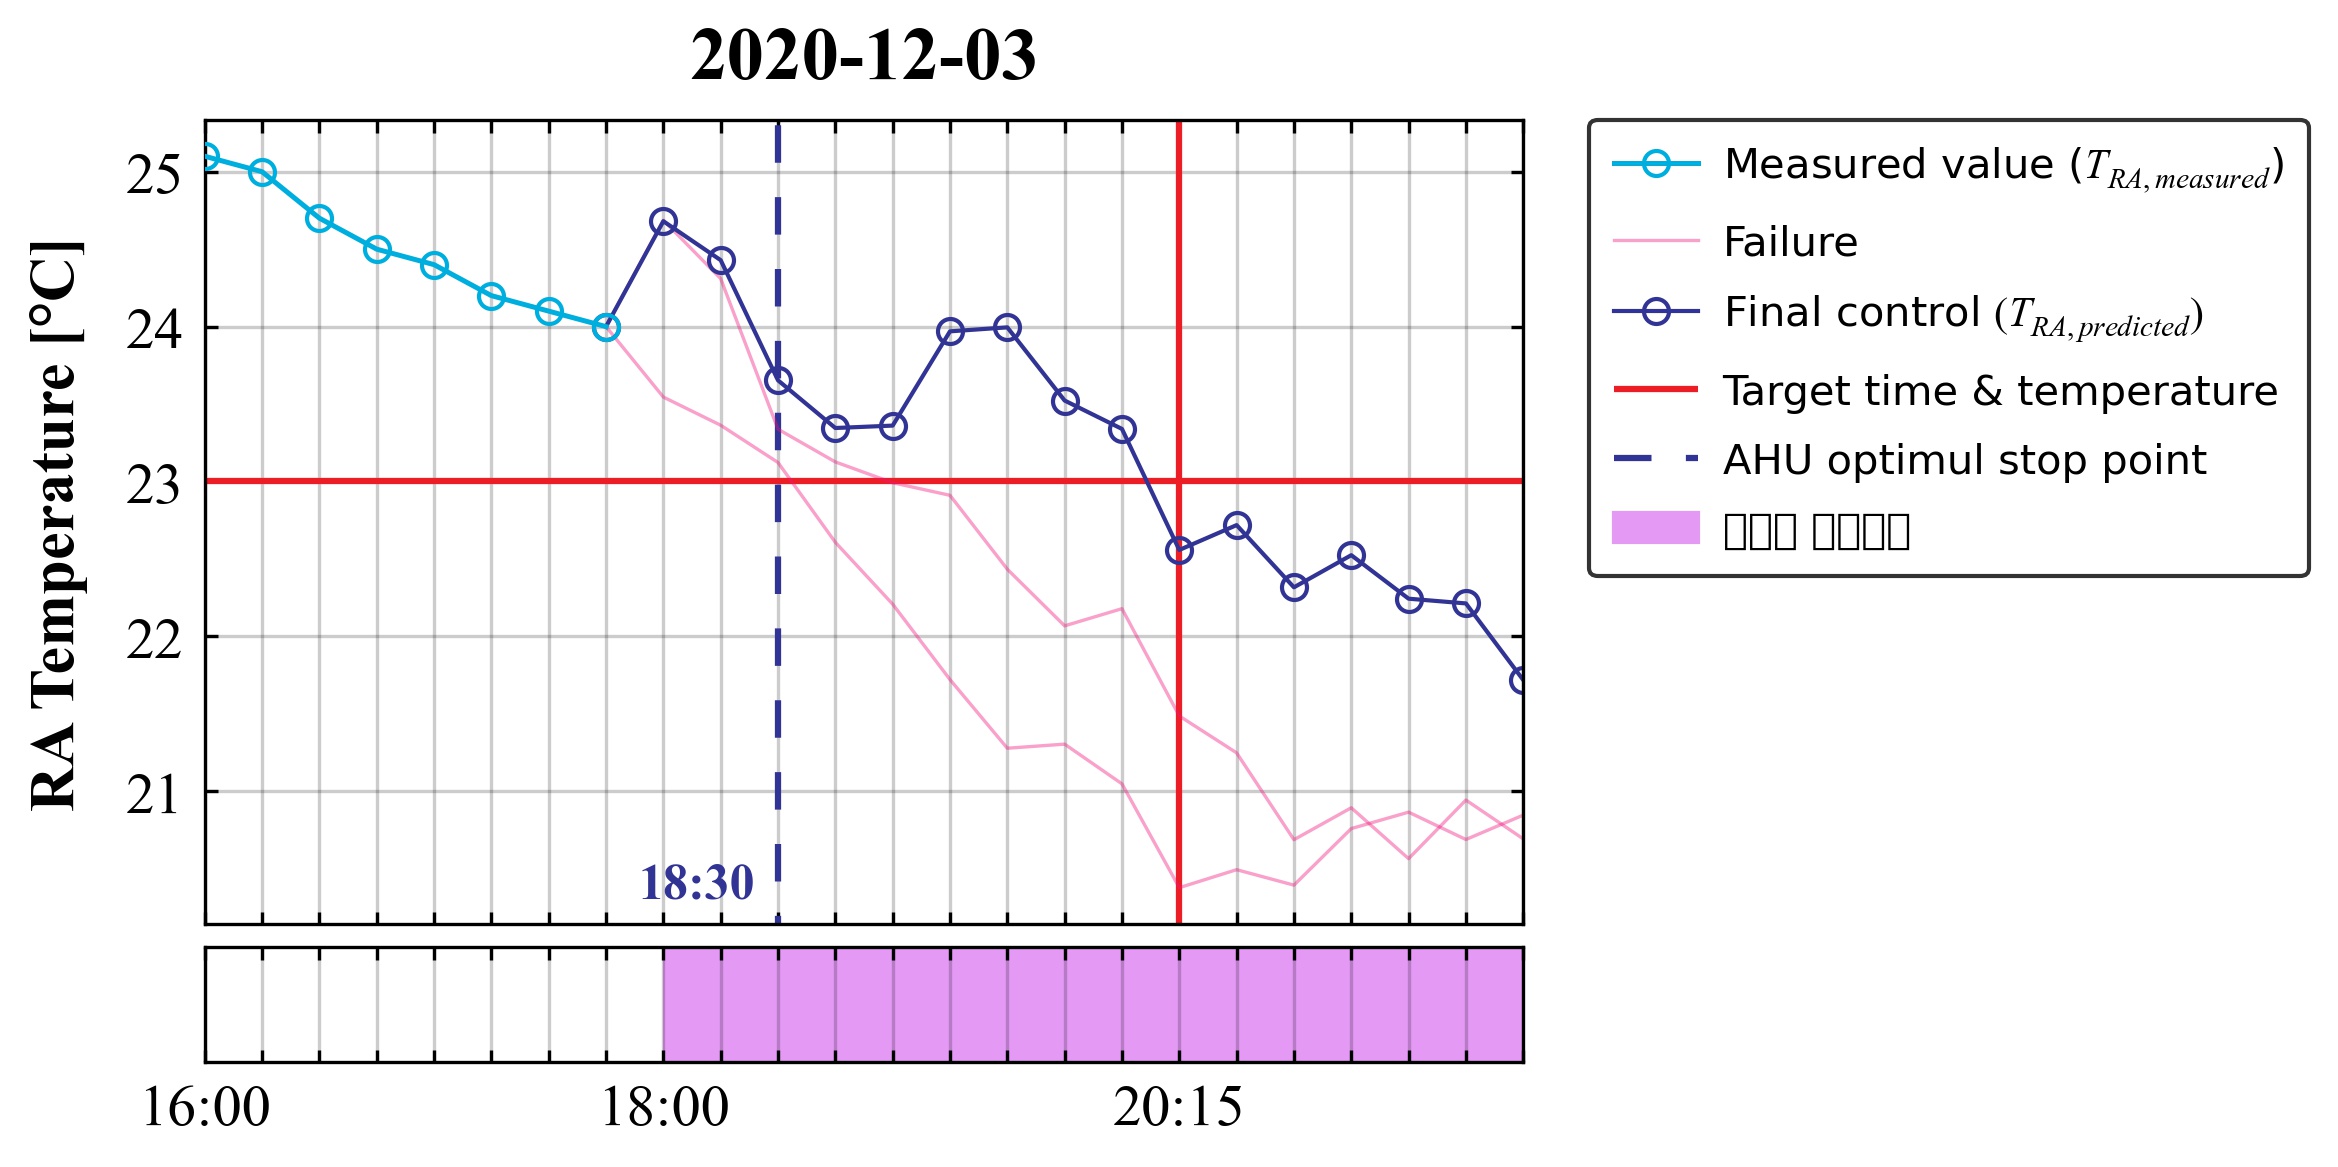 2020-12-03
RA Temperature [°C]
25
24
23
22
21
18:30
16:00
18:00
20:15
Measured value (T_RA,measured)
Failure
Final control (T_RA,predicted)
Target time & temperature
AHU optimul stop point